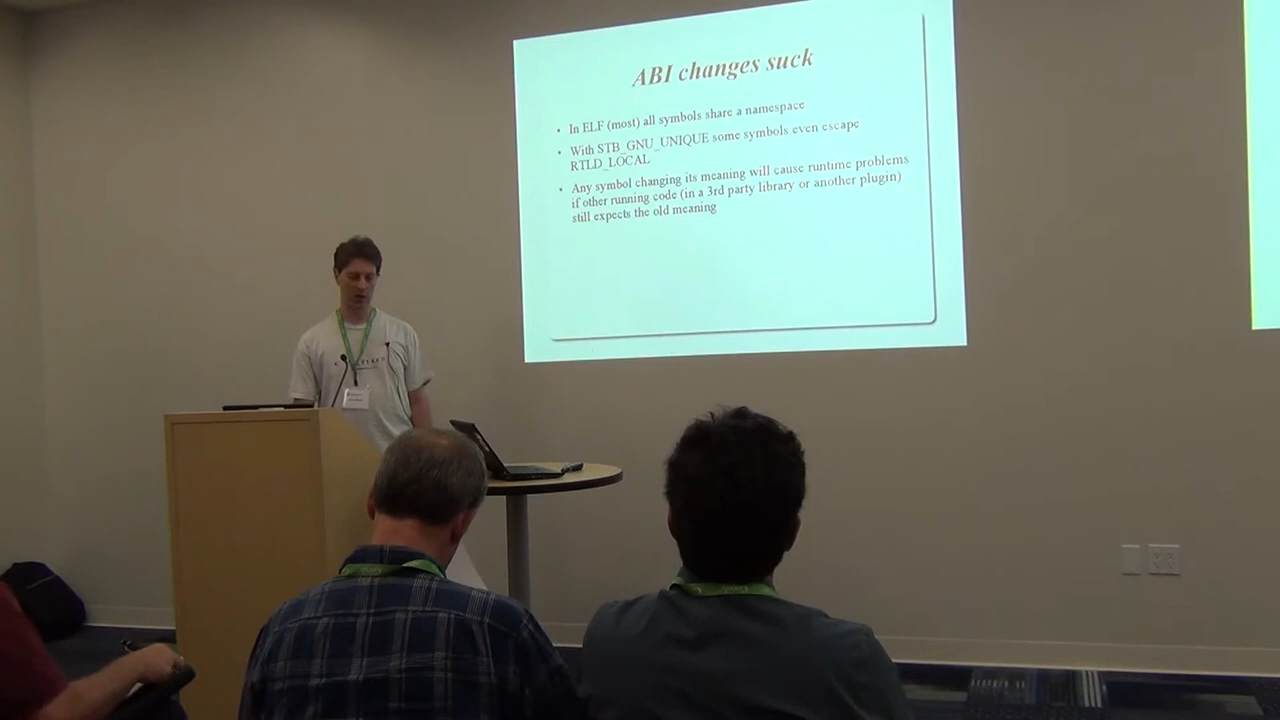 ABI changes suck
• In ELF (most) all symbols share a namespace
• With STB_GNU_UNIQUE some symbols even escape
RTLD_LOCAL
• Any symbol changing its meaning will cause runtime problems
if other running code (in a 3rd party library or another plugin)
still expects the old meaning